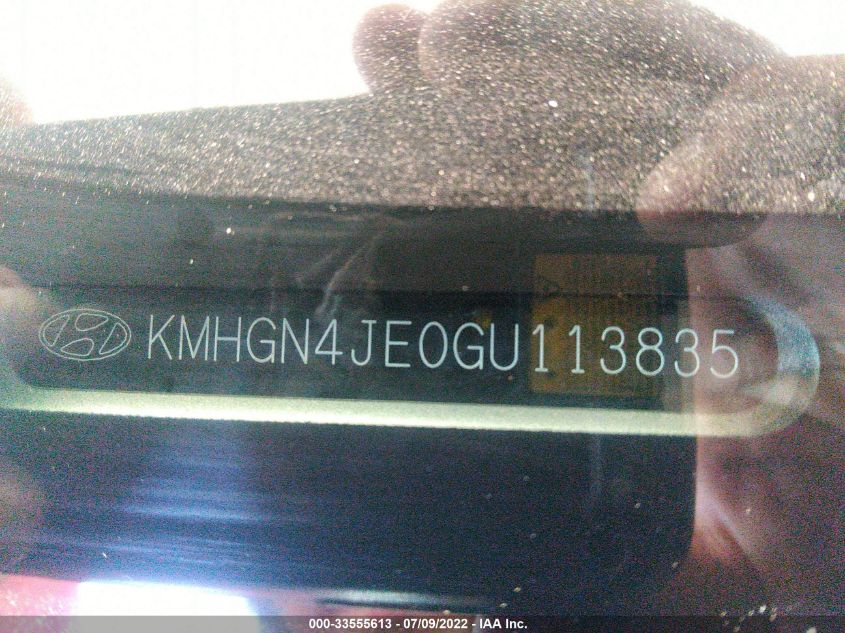 KMHGN4JE0GU113835
000-33555613 - 07/09/2022 - IAA Inc.